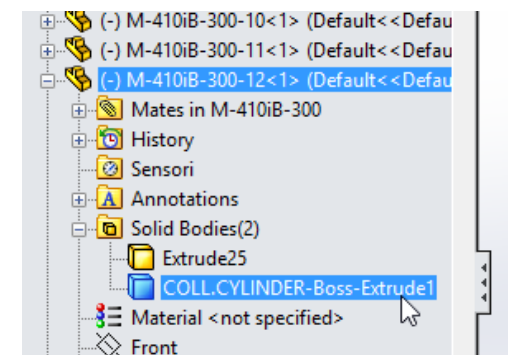 (-) M-410iB-300-10<1> (Default<<Defau
(-) M-410iB-300-11<1> (Default<<Defau
(-) M-410iB-300-12<1> (Default<<Defau
Mates in M-410iB-300
History
Sensori
Annotations
Solid Bodies(2)
Extrude25
COLL.CYLINDER-Boss-Extrude1
Material <not specified>
Front